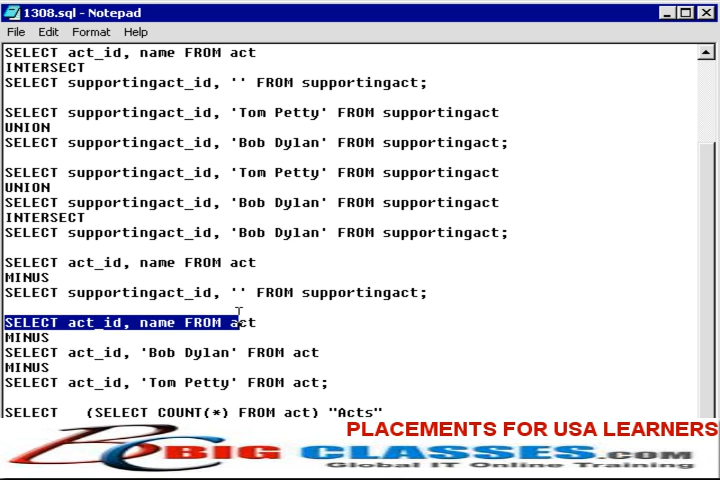 1308.sql - Notepad
File Edit Format Help
SELECT act_id, name FROM act
INTERSECT
SELECT supportingact_id, '' FROM supportingact;
SELECT supportingact_id, 'Tom Petty' FROM supportingact
UNION
SELECT supportingact_id, 'Bob Dylan' FROM supportingact;
SELECT supportingact_id, 'Tom Petty' FROM supportingact
UNION
SELECT supportingact_id, 'Bob Dylan' FROM supportingact
INTERSECT
SELECT supportingact_id, 'Bob Dylan' FROM supportingact;
SELECT act_id, name FROM act
MINUS
SELECT supportingact_id, '' FROM supportingact;
SELECT act_id, name FROM act
MINUS
SELECT act_id, 'Bob Dylan' FROM act
MINUS
SELECT act_id, 'Tom Petty' FROM act;
SELECT (SELECT COUNT(*) FROM act) "Acts"
PLACEMENTS FOR USA LEARNERS
BIG CLASSES.COM
Global IT Online Training